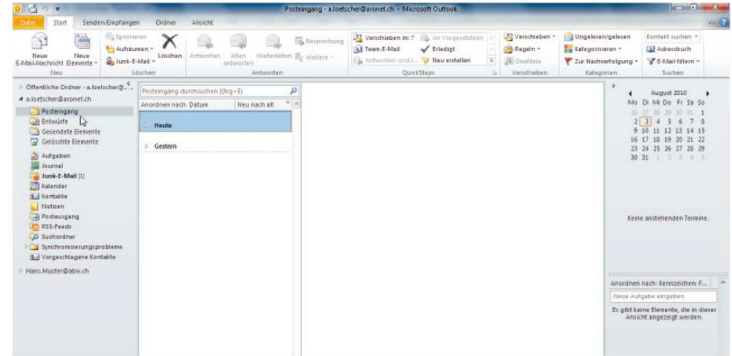 Posteingang - a.loetscher@aronet.ch - Microsoft Outlook
Datei Start Senden/Empfangen Ordner Ansicht
Neue E-Mail-Nachricht
Neue Elemente
Neu
Ignorieren
Aufräumen
Junk-E-Mail
Löschen
Löschen
Antworten
Allen antworten
Weiterleiten
Besprechung
Weitere
Antworten
Verschieben in: ?
Team-E-Mail
Antworten und l...
An Vorgesetzte(n)
Erledigt
Neu erstellen
QuickSteps
Verschieben
Regeln
OneNote
Verschieben
Ungelesen/gelesen
Kategorisieren
Zur Nachverfolgung
Kategorien
Kontakt suchen
Adressbuch
E-Mail filtern
Suchen
Öffentliche Ordner - a.loetscher@...
a.loetscher@aronet.ch
Posteingang
Entwürfe
Gesendete Elemente
Gelöschte Elemente
Aufgaben
Journal
Junk-E-Mail [1]
Kalender
Kontakte
Notizen
Postausgang
RSS-Feeds
Suchordner
Synchronisierungsprobleme
Vorgeschlagene Kontakte
Hans.Muster@atrix.ch
Posteingang durchsuchen (Strg+E)
Anordnen nach: Datum Neu nach alt
Heute
Gestern
August 2010
Mo Di Mi Do Fr Sa So
26 27 28 29 30 31 1
2 3 4 5 6 7 8
9 10 11 12 13 14 15
16 17 18 19 20 21 22
23 24 25 26 27 28 29
30 31 1 2 3 4 5
Keine anstehenden Termine.
Anordnen nach: Kennzeichen: F...
Neue Aufgabe eingeben
Es gibt keine Elemente, die in dieser
Ansicht angezeigt werden.